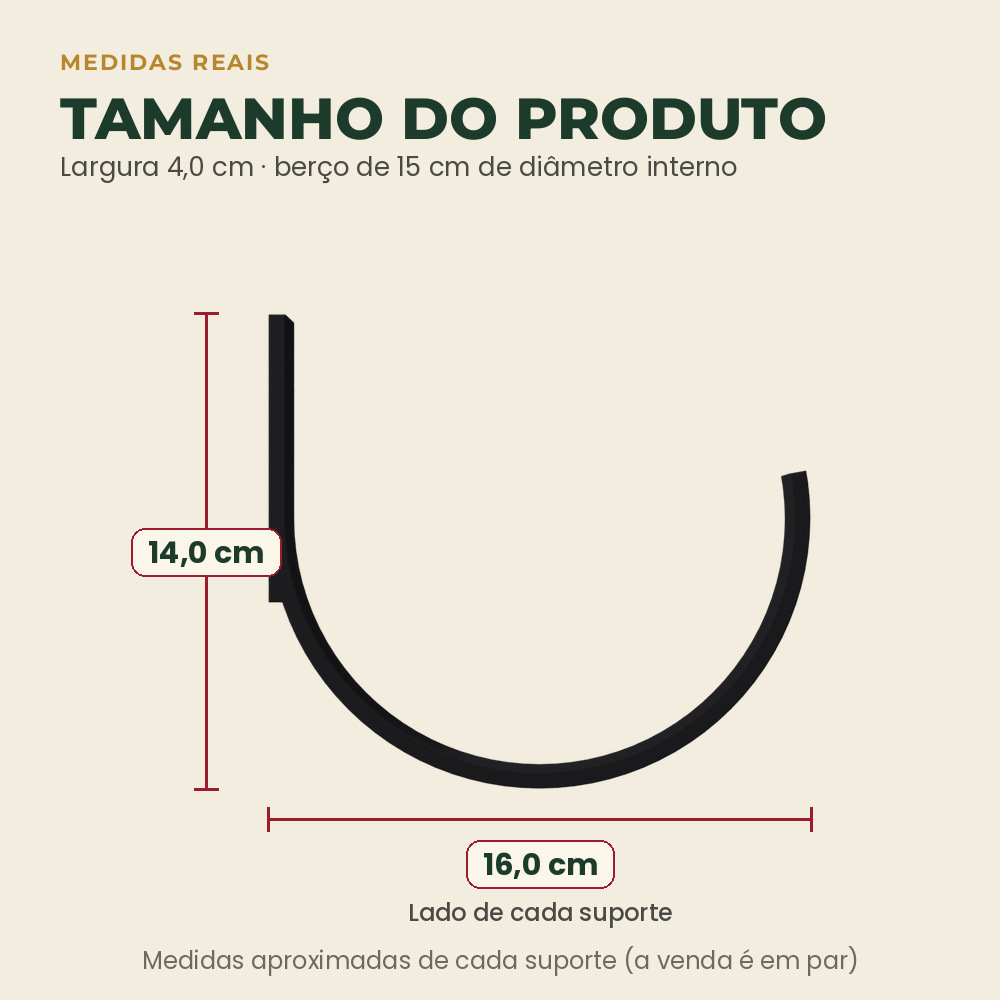 MEDIDAS REAIS
TAMANHO DO PRODUTO
Largura 4,0 cm · berço de 15 cm de diâmetro interno
14,0 cm
16,0 cm
Lado de cada suporte
Medidas aproximadas de cada suporte (a venda é em par)